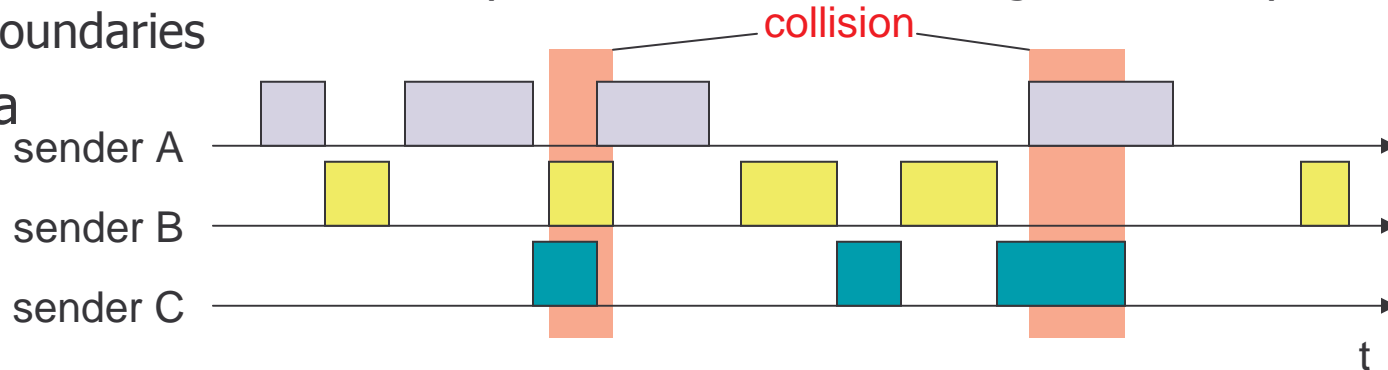 collision
oundaries
a
sender A
sender B
sender C
t